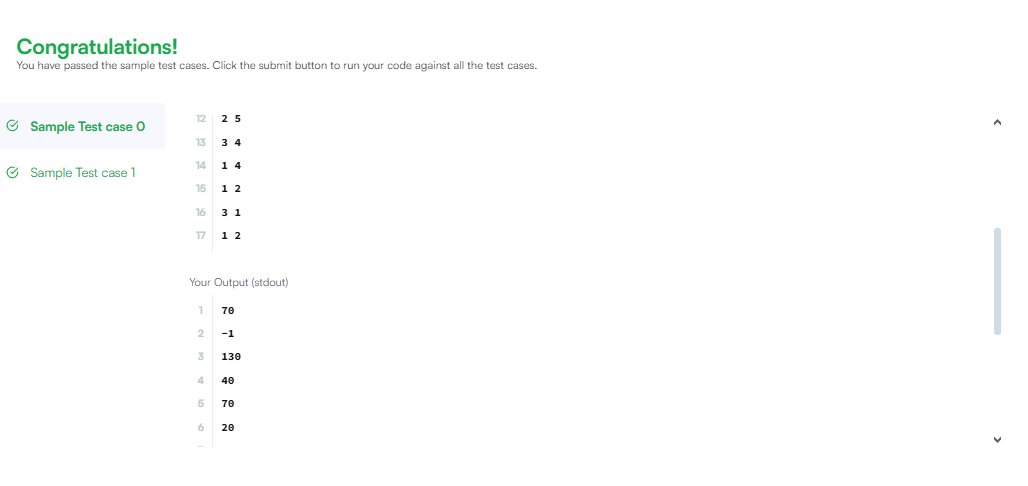 Congratulations!
You have passed the sample test cases. Click the submit button to run your code against all the test cases.
Sample Test case 0
Sample Test case 1
12 2 5
13 3 4
14 1 4
15 1 2
16 3 1
17 1 2
Your Output (stdout)
1 70
2 -1
3 130
4 40
5 70
6 20